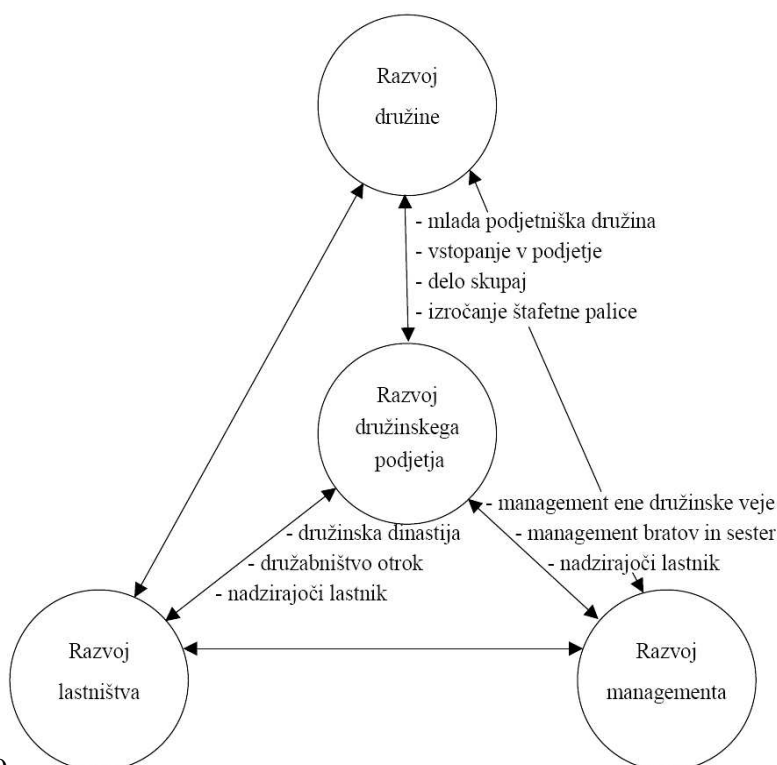 Razvoj
družine
- mlada podjetniška družina
- vstopanje v podjetje
- delo skupaj
- izročanje štafetne palice
Razvoj
družinskega
podjetja
- management ene družinske veje
- management bratov in sester
- nadzirajoči lastnik
- družinska dinastija
- družabništvo otrok
- nadzirajoči lastnik
Razvoj
lastništva
Razvoj
managementa